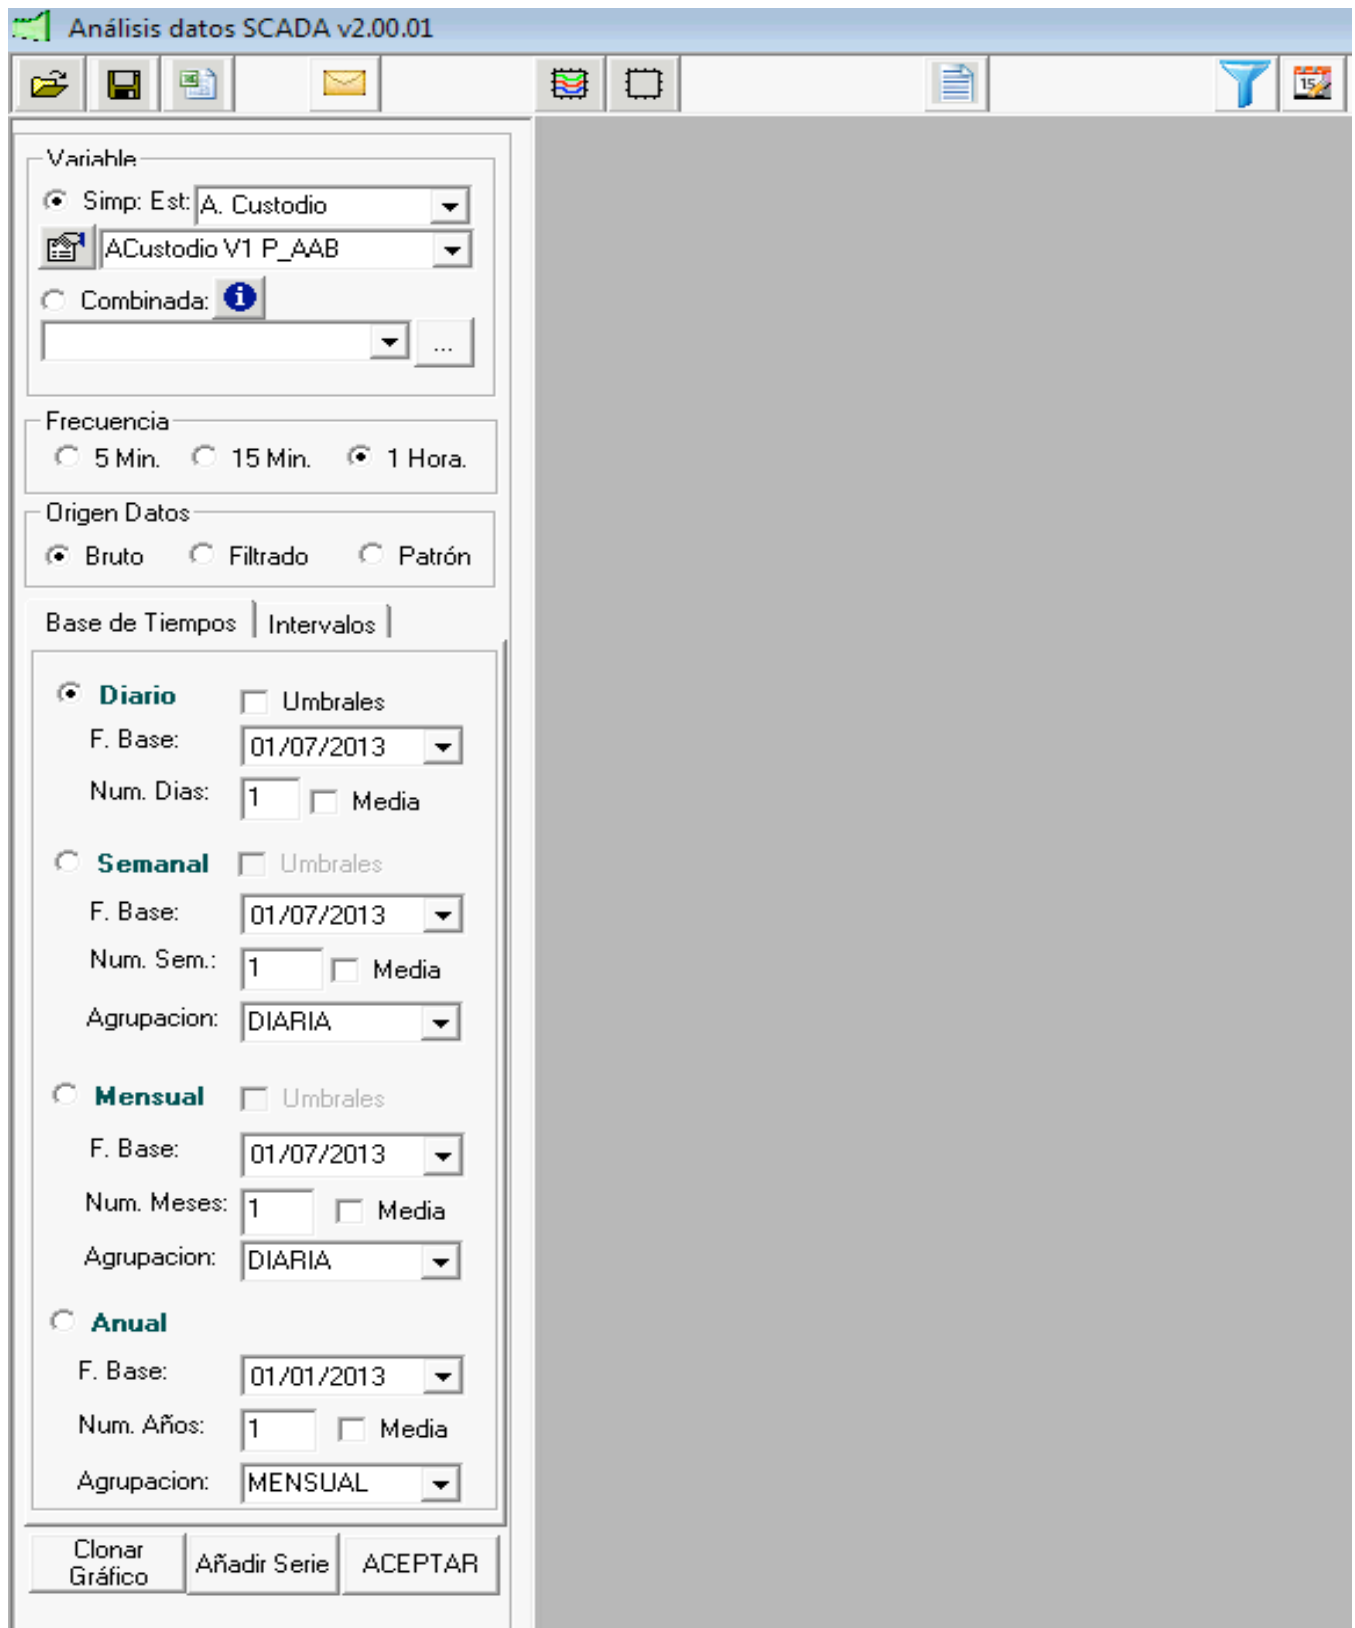 Análisis datos SCADA v2.00.01
15
Variable
Simp: Est: A. Custodio
ACustodio V1 P_AAB
Combinada:
...
Frecuencia
5 Min. 15 Min. 1 Hora.
Origen Datos
Bruto Filtrado Patrón
Base de Tiempos Intervalos
Diario Umbrales
F. Base: 01/07/2013
Num. Dias: 1 Media
Semanal Umbrales
F. Base: 01/07/2013
Num. Sem.: 1 Media
Agrupacion: DIARIA
Mensual Umbrales
F. Base: 01/07/2013
Num. Meses: 1 Media
Agrupacion: DIARIA
Anual
F. Base: 01/01/2013
Num. Años: 1 Media
Agrupacion: MENSUAL
Clonar Gráfico Añadir Serie ACEPTAR